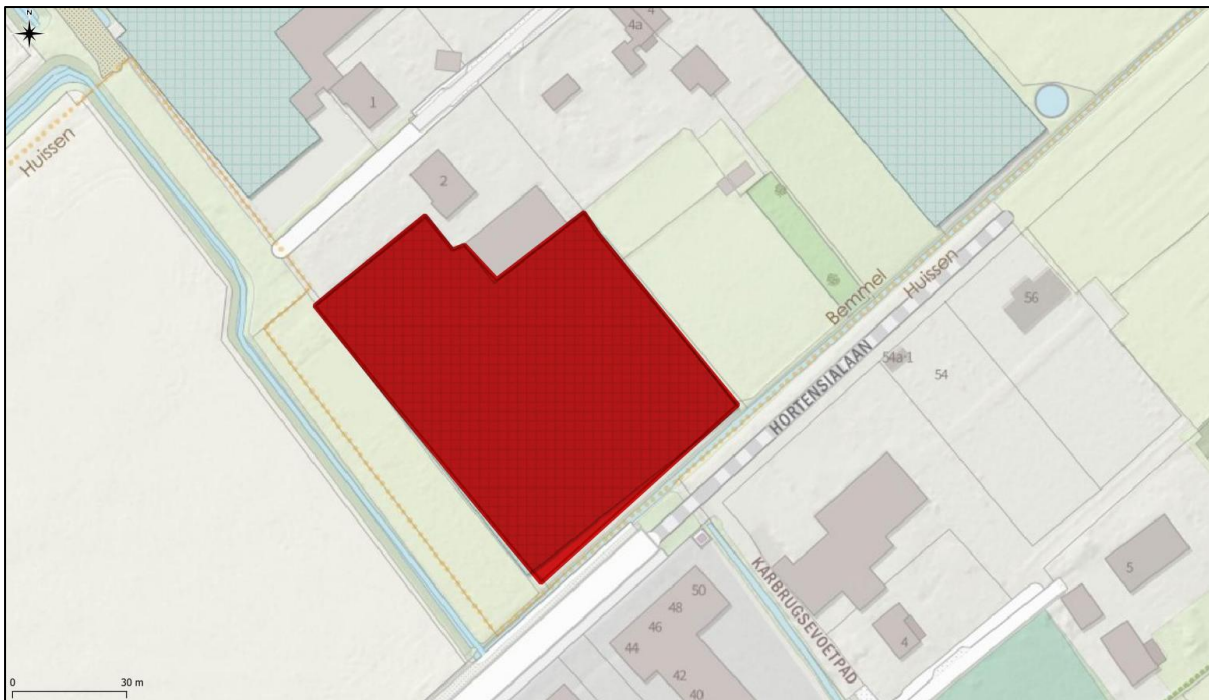 N
4
4a
1
Huissen
2
Bemmel
Huissen
56
HORTENSIALAAN
54a-1
54
KARBRUGSEVOETPAD
50
48
46
44
42
40
5
4
0 30 m